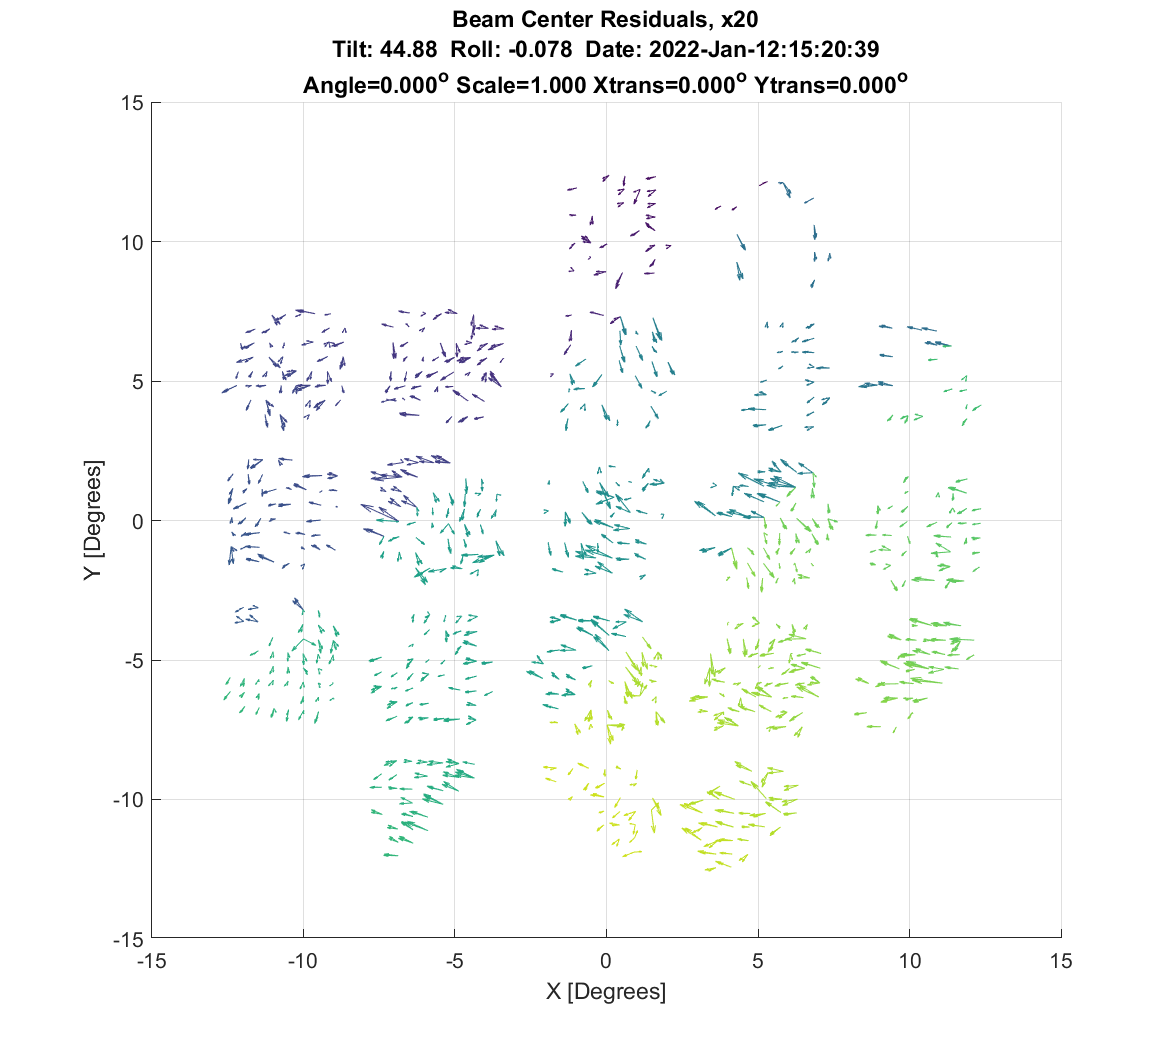 Beam Center Residuals, x20
Tilt: 44.88  Roll: -0.078  Date: 2022-Jan-12:15:20:39
Angle=0.000° Scale=1.000 Xtrans=0.000° Ytrans=0.000°
15
10
5
0
-5
-10
-15
Y [Degrees]
-15 -10 -5 0 5 10 15
X [Degrees]